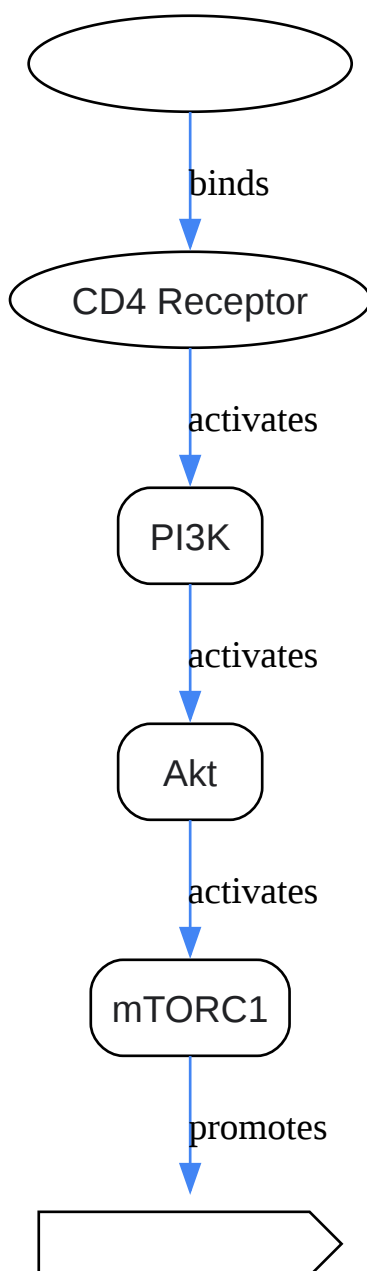 binds
CD4 Receptor
activates
PI3K
activates
Akt
activates
mTORC1
promotes